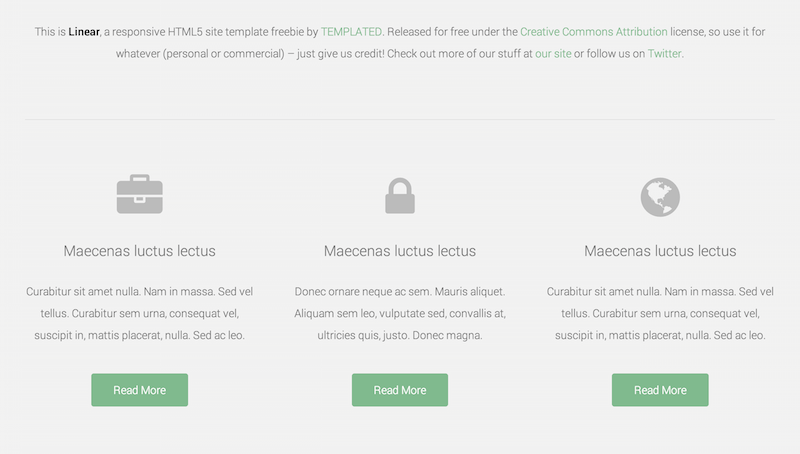 This is Linear, a responsive HTML5 site template freebie by TEMPLATED. Released for free under the Creative Commons Attribution license, so use it for
whatever (personal or commercial) – just give us credit! Check out more of our stuff at our site or follow us on Twitter.
Maecenas luctus lectus
Curabitur sit amet nulla. Nam in massa. Sed vel
tellus. Curabitur sem urna, consequat vel,
suscipit in, mattis placerat, nulla. Sed ac leo.
Read More
Maecenas luctus lectus
Donec ornare neque ac sem. Mauris aliquet.
Aliquam sem leo, vulputate sed, convallis at,
ultricies quis, justo. Donec magna.
Read More
Maecenas luctus lectus
Curabitur sit amet nulla. Nam in massa. Sed vel
tellus. Curabitur sem urna, consequat vel,
suscipit in, mattis placerat, nulla. Sed ac leo.
Read More